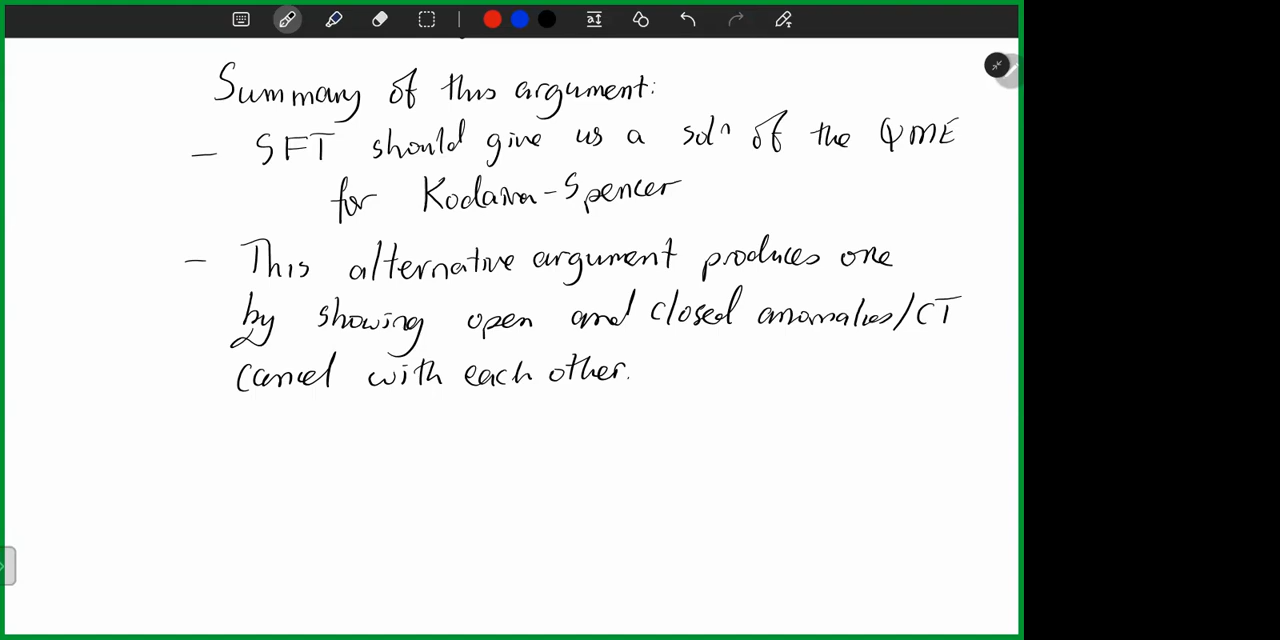 Summary of this argument:
— SFT should give us a soln of the QME
for Kodaira-Spencer
— This alternative argument produces one
by showing open and closed anomalies/CT
cancel with each other.